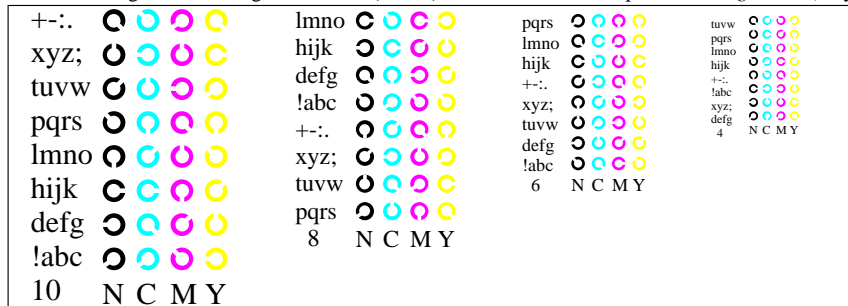 +-:.
xyz;
tuvw
pqrs
lmno
hijk
defg
!abc
10 N C M Y
lmno
hijk
defg
!abc
+-:.
xyz;
tuvw
pqrs
8 N C M Y
pqrs
lmno
hijk
+-:.
xyz;
tuvw
defg
!abc
6 N C M Y
tuvw
pqrs
lmno
hijk
+-:.
!abc
xyz;
defg
4 N C M Y